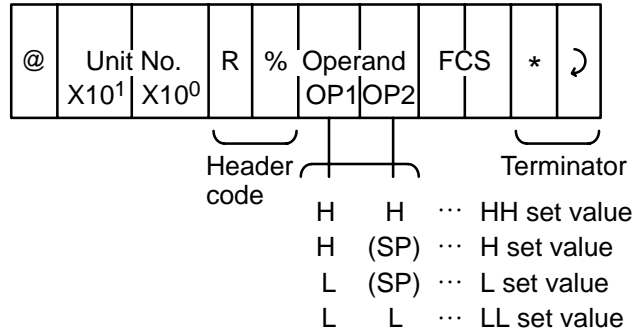 @ Unit No. R % Operand FCS * ⤸
X10¹ X10⁰ OP1 OP2
Header code Terminator
H H ··· HH set value
H (SP) ··· H set value
L (SP) ··· L set value
L L ··· LL set value